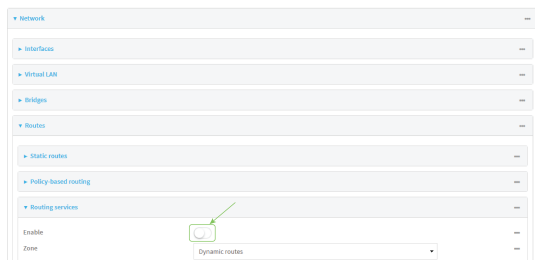 Network
Interfaces
Virtual LAN
Bridges
Routes
Static routes
Policy-based routing
Routing services
Enable
Zone Dynamic routes